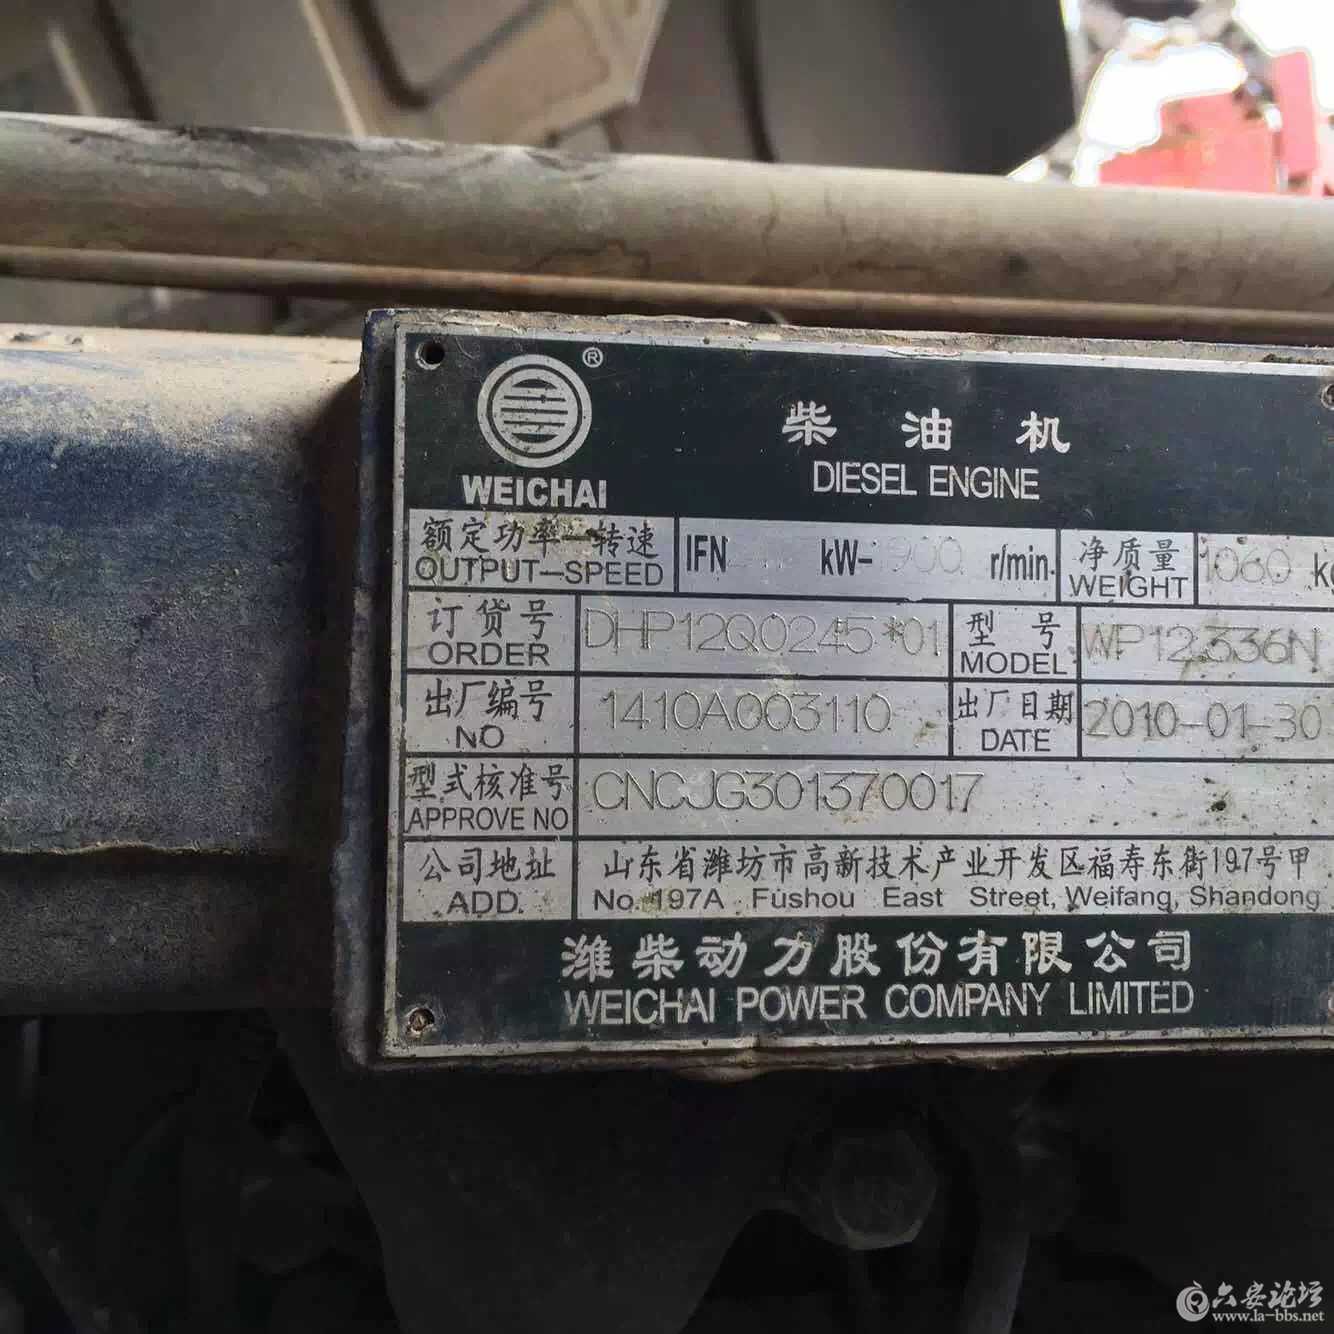 ®
WEICHAI
柴油机
DIESEL ENGINE
额定功率—转速 IFN kW- 900 r/min. 净质量 1060 kg
OUTPUT—SPEED WEIGHT
订货号 DHP12Q0245*01 型号 WP12.336N
ORDER MODEL
出厂编号 1410A003110 出厂日期 2010-01-30
NO DATE
型式核准号 CNCJG301370017
APPROVE NO
公司地址 山东省潍坊市高新技术产业开发区福寿东街197号甲
ADD. No. 197A Fushou East Street, Weifang, Shandong
潍柴动力股份有限公司
WEICHAI POWER COMPANY LIMITED
六安论坛
www.la-bbs.net